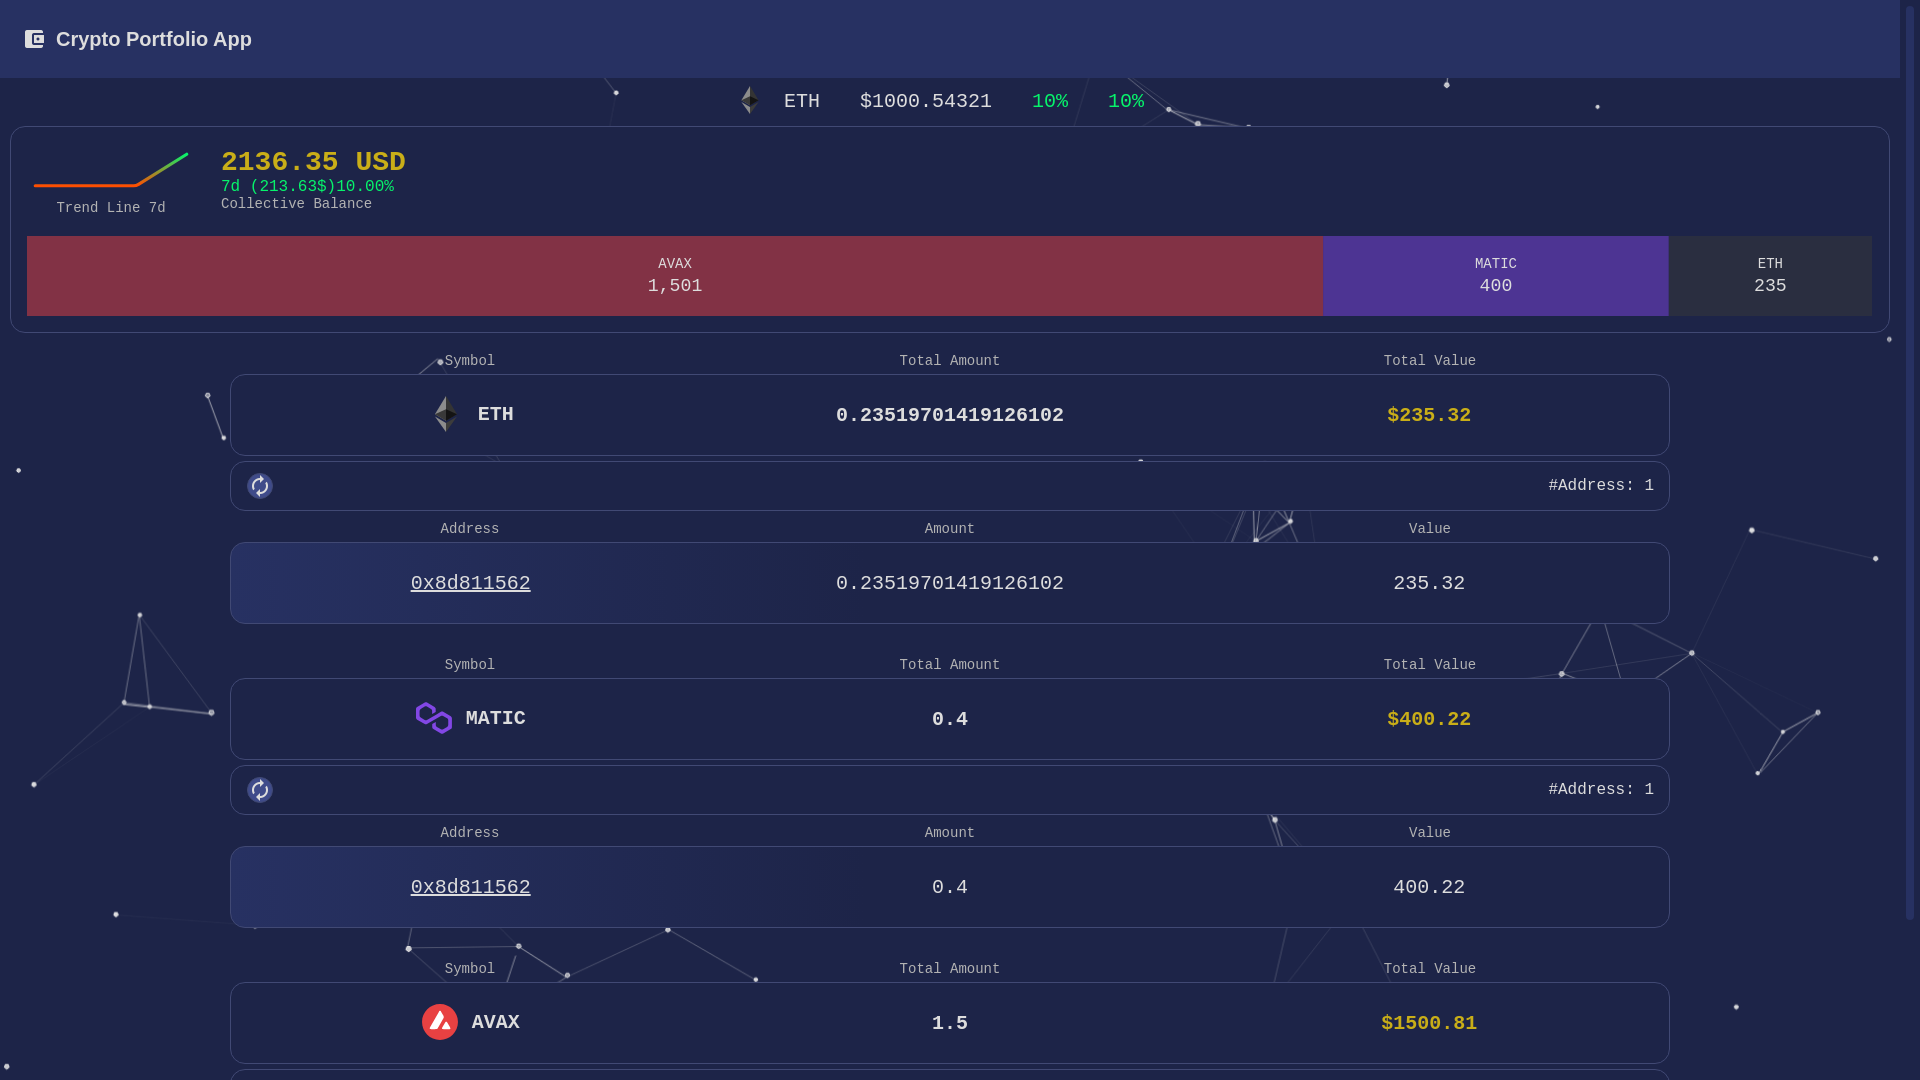 Crypto Portfolio App
ETH $1000.54321 10% 10%
2136.35 USD
7d (213.63$)10.00%
Collective Balance
Trend Line 7d
AVAX
1,501
MATIC
400
ETH
235
Symbol Total Amount Total Value
ETH 0.23519701419126102 $235.32
#Address: 1
Address Amount Value
0x8d811562 0.23519701419126102 235.32
Symbol Total Amount Total Value
MATIC 0.4 $400.22
#Address: 1
Address Amount Value
0x8d811562 0.4 400.22
Symbol Total Amount Total Value
AVAX 1.5 $1500.81